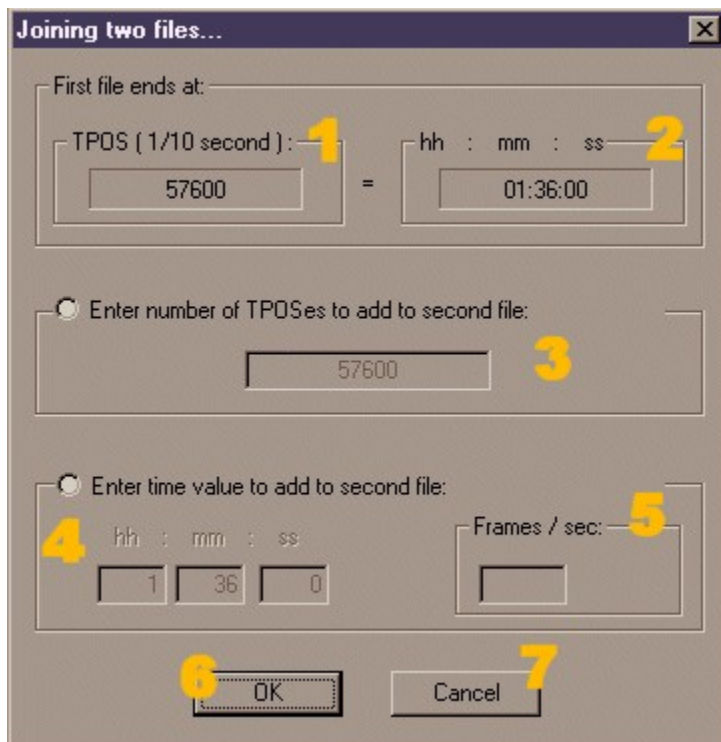 Joining two files...
First file ends at:
TPOS ( 1/10 second ) : 1 hh : mm : ss 2
57600 = 01:36:00
Enter number of TPOSes to add to second file:
57600 3
Enter time value to add to second file:
4 hh : mm : ss Frames / sec: 5
1 36 0
6 OK Cancel 7